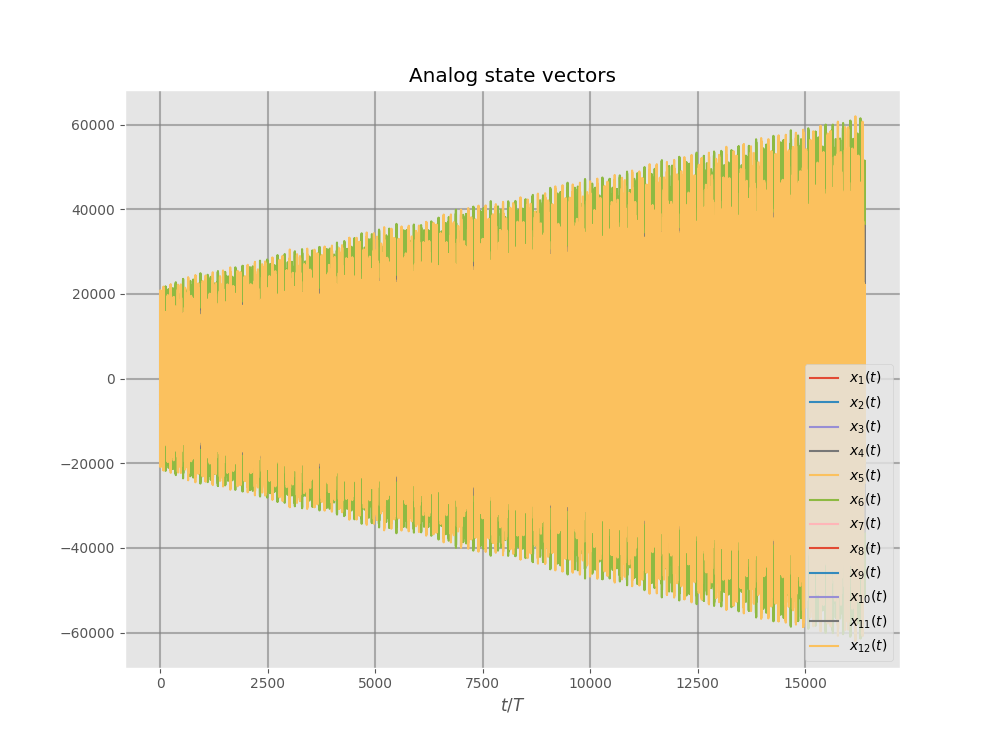 Analog state vectors
60000
40000
20000
0
−20000
−40000
−60000
0 2500 5000 7500 10000 12500 15000
t/T
x₁(t)
x₂(t)
x₃(t)
x₄(t)
x₅(t)
x₆(t)
x₇(t)
x₈(t)
x₉(t)
x₁₀(t)
x₁₁(t)
x₁₂(t)